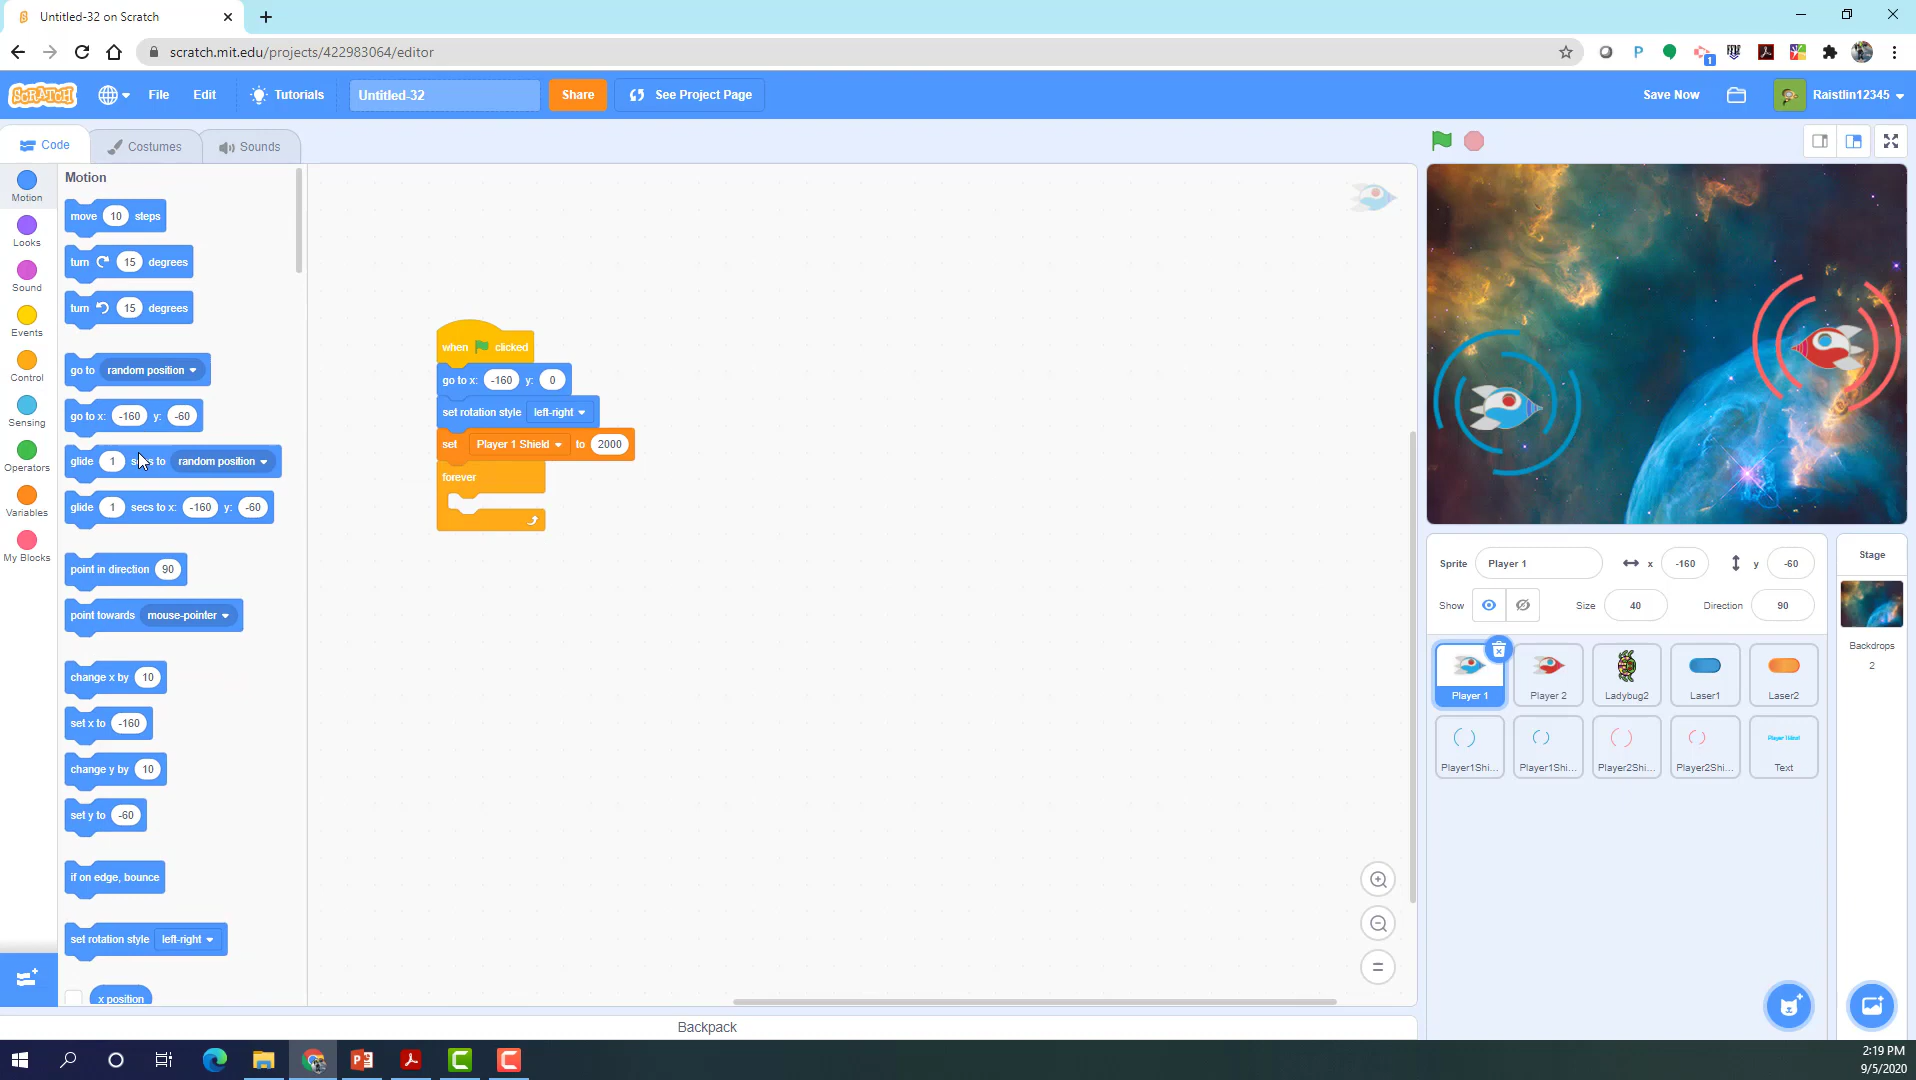 Untitled-32 on Scratch
scratch.mit.edu/projects/422983064/editor
1
SCRATCH
File
Edit
Tutorials
Untitled-32
Share
See Project Page
Save Now
Raistlin12345
Code
Costumes
Sounds
Motion
Looks
Sound
Events
Control
Sensing
Operators
Variables
My Blocks
Motion
move 10 steps
turn 15 degrees
turn 15 degrees
go to random position
go to x: -160 y: -60
glide 1 secs to random position
glide 1 secs to x: -160 y: -60
point in direction 90
point towards mouse-pointer
change x by 10
set x to -160
change y by 10
set y to -60
if on edge, bounce
set rotation style left-right
x position
when clicked
go to x: -160 y: 0
set rotation style left-right
set Player 1 Shield to 2000
forever
Backpack
Sprite Player 1 x -160 y -60
Show Size 40 Direction 90
Player 1
Player 2
Ladybug2
Laser1
Laser2
Player1Shi...
Player1Shi...
Player2Shi...
Player2Shi...
Text
Stage
Backdrops
2
2:19 PM
9/5/2020